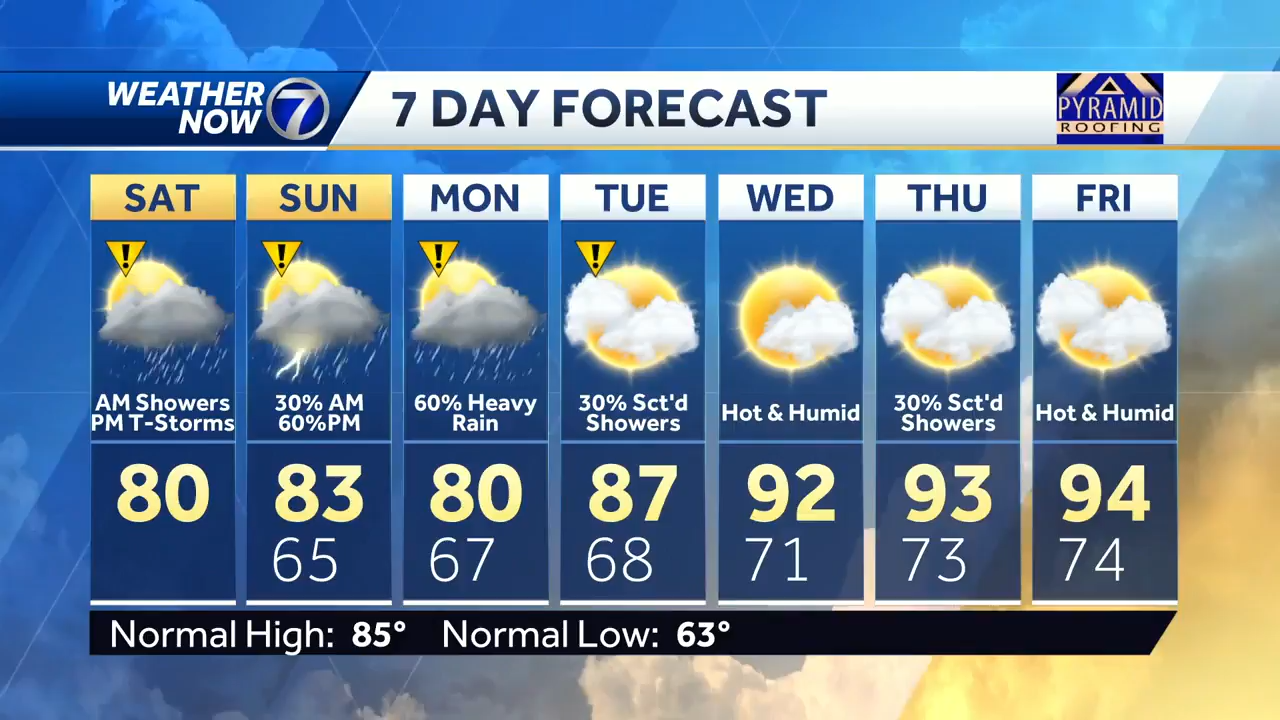 WEATHER
NOW 7
7 DAY FORECAST
PYRAMID
ROOFING
SAT
!
AM Showers
PM T-Storms
80
SUN
!
30% AM
60%PM
83
65
MON
!
60% Heavy
Rain
80
67
TUE
!
30% Sct'd
Showers
87
68
WED
Hot & Humid
92
71
THU
30% Sct'd
Showers
93
73
FRI
Hot & Humid
94
74
Normal High: 85° Normal Low: 63°